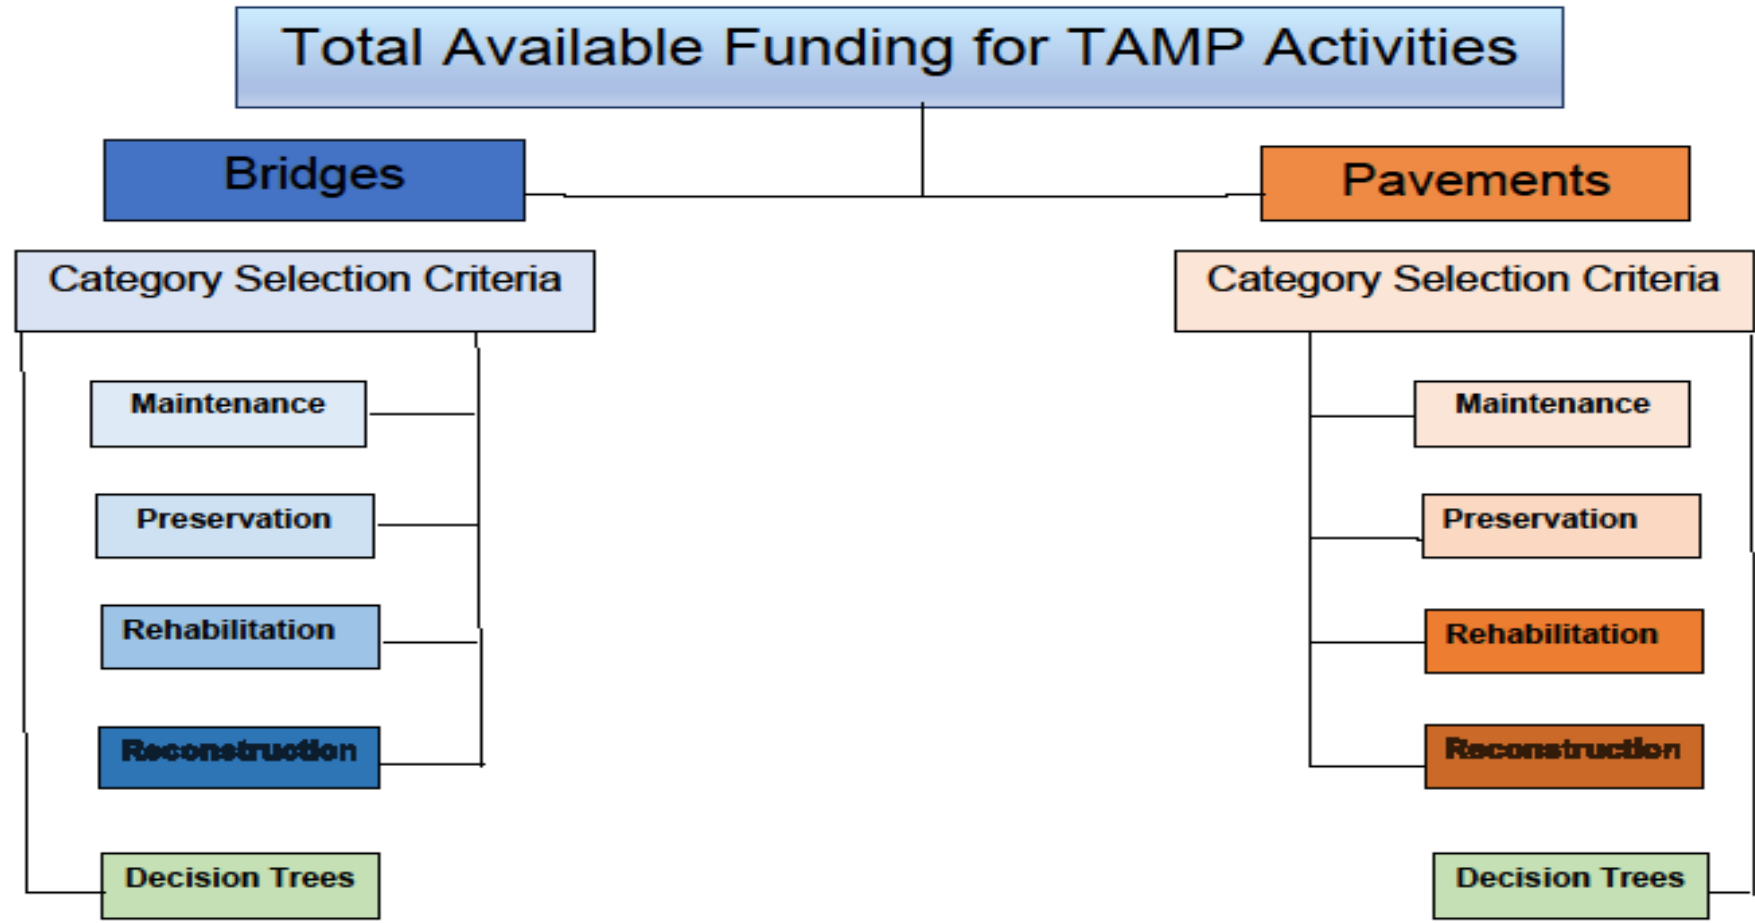 Total Available Funding for TAMP Activities
Bridges
Pavements
Category Selection Criteria
Category Selection Criteria
Maintenance
Maintenance
Preservation
Preservation
Rehabilitation
Rehabilitation
Reconstruction
Reconstruction
Decision Trees
Decision Trees